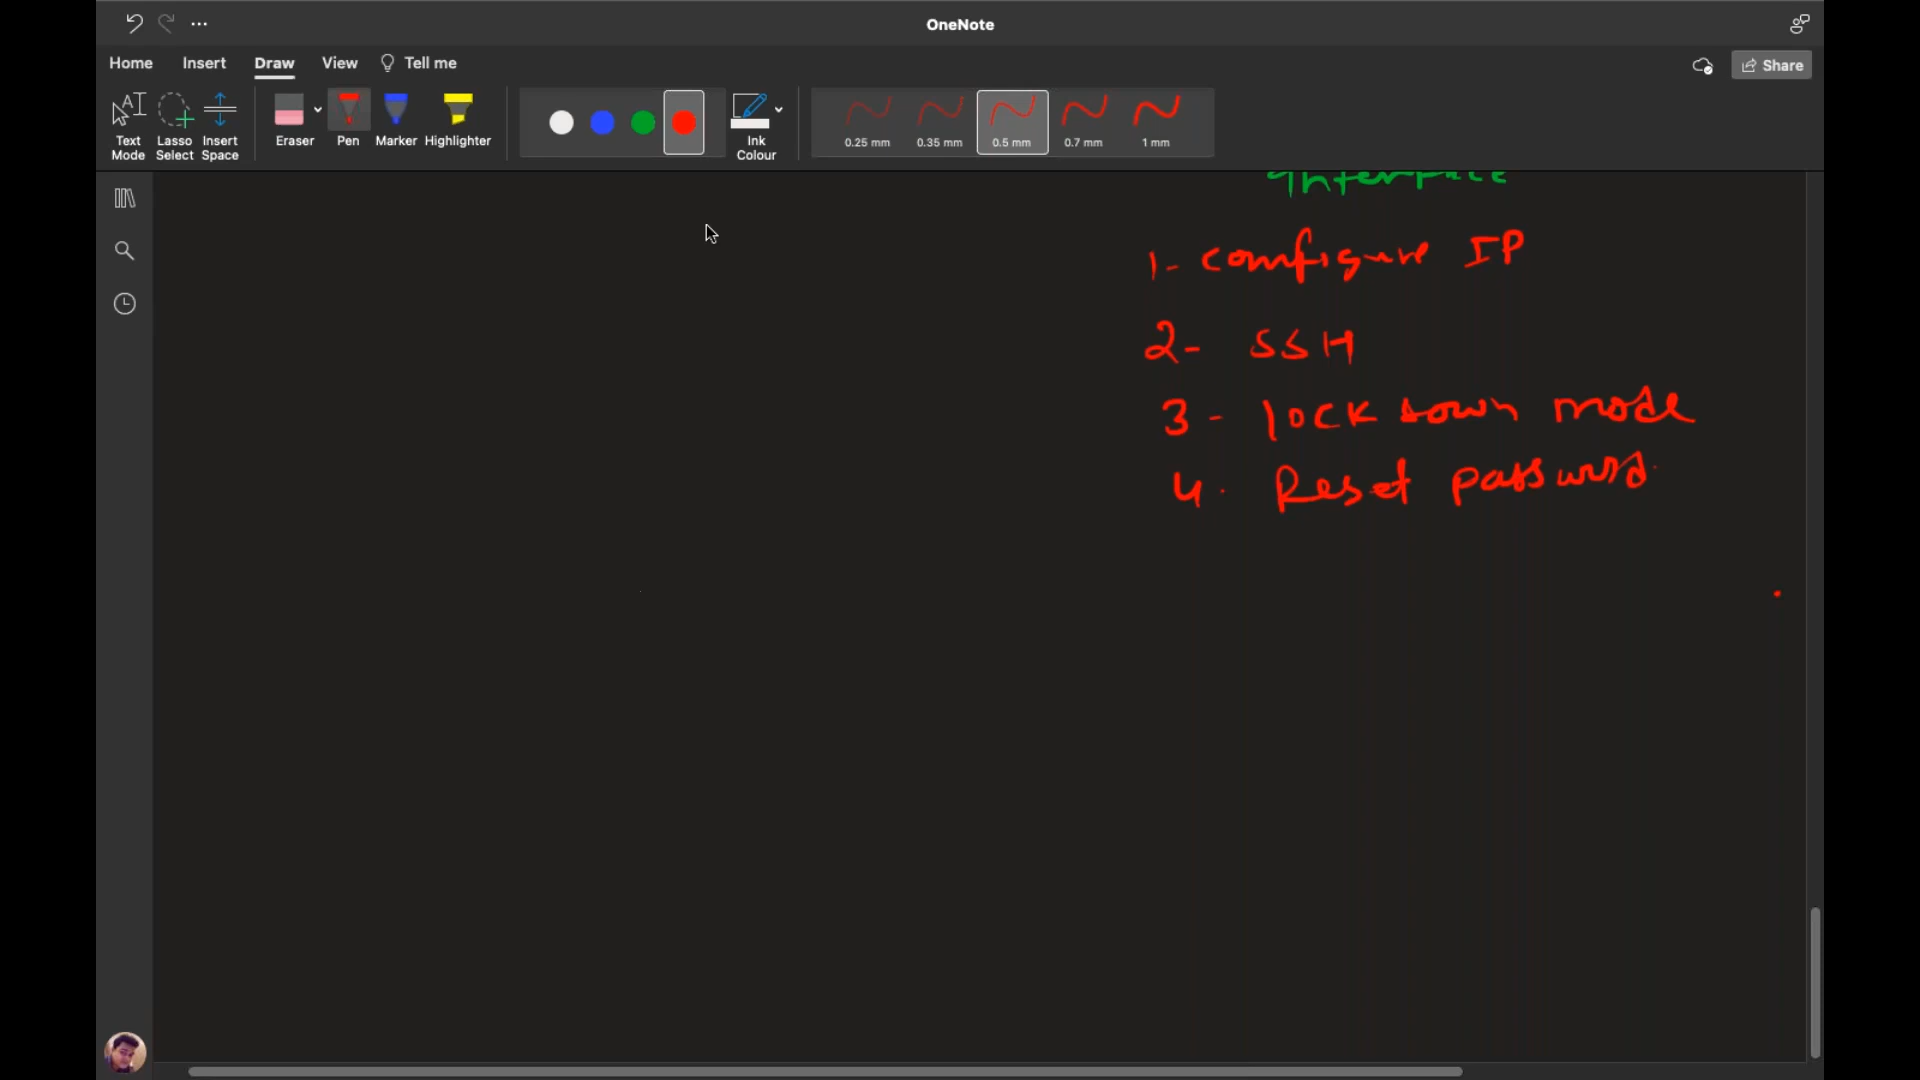 OneNote
Home Insert Draw View Tell me
Share
Text Mode
Lasso Select
Insert Space
Eraser
Pen
Marker
Highlighter
Ink Colour
0.25 mm
0.35 mm
0.5 mm
0.7 mm
1 mm
Interface
1- configure IP
2- SSH
3- lock down mode
4. Reset password